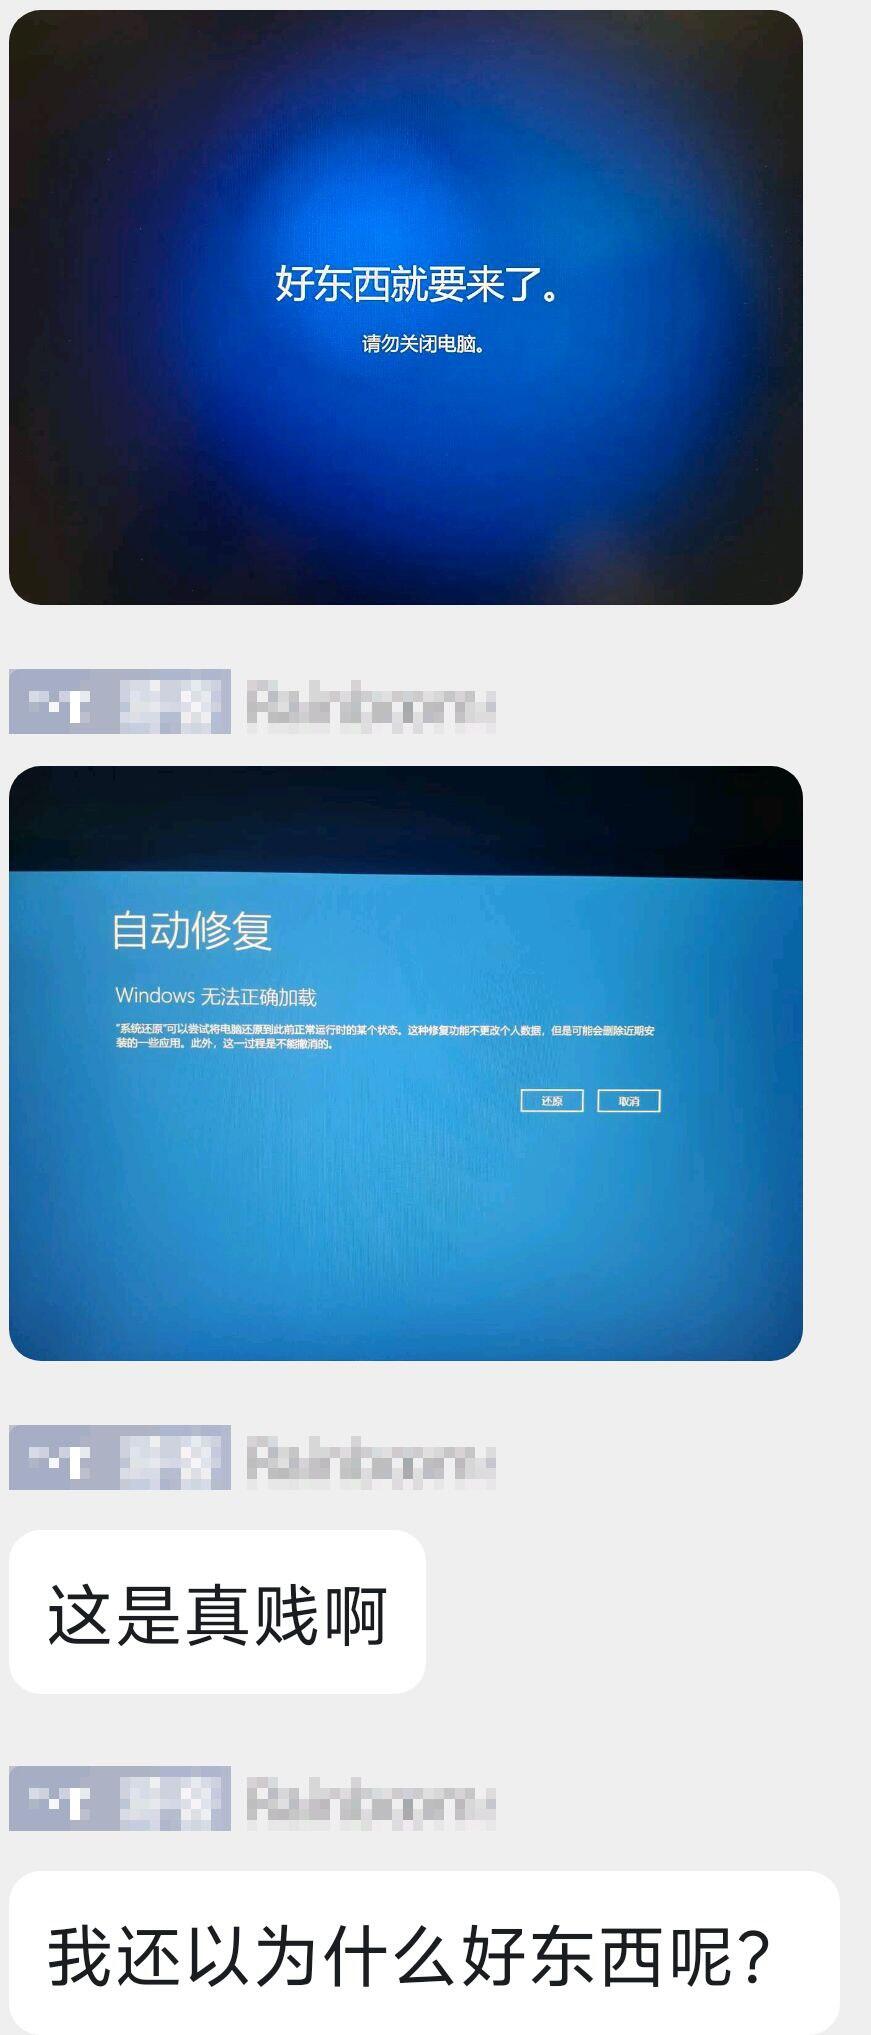 好东西就要来了。
请勿关闭电脑。
自动修复
Windows 无法正确加载
“系统还原”可以尝试将电脑还原到此前正常运行时的某个状态。这种修复功能不更改个人数据，但是可能会删除近期安
装的一些应用。此外，这一过程是不能撤消的。
还原
取消
这是真贱啊
我还以为什么好东西呢？